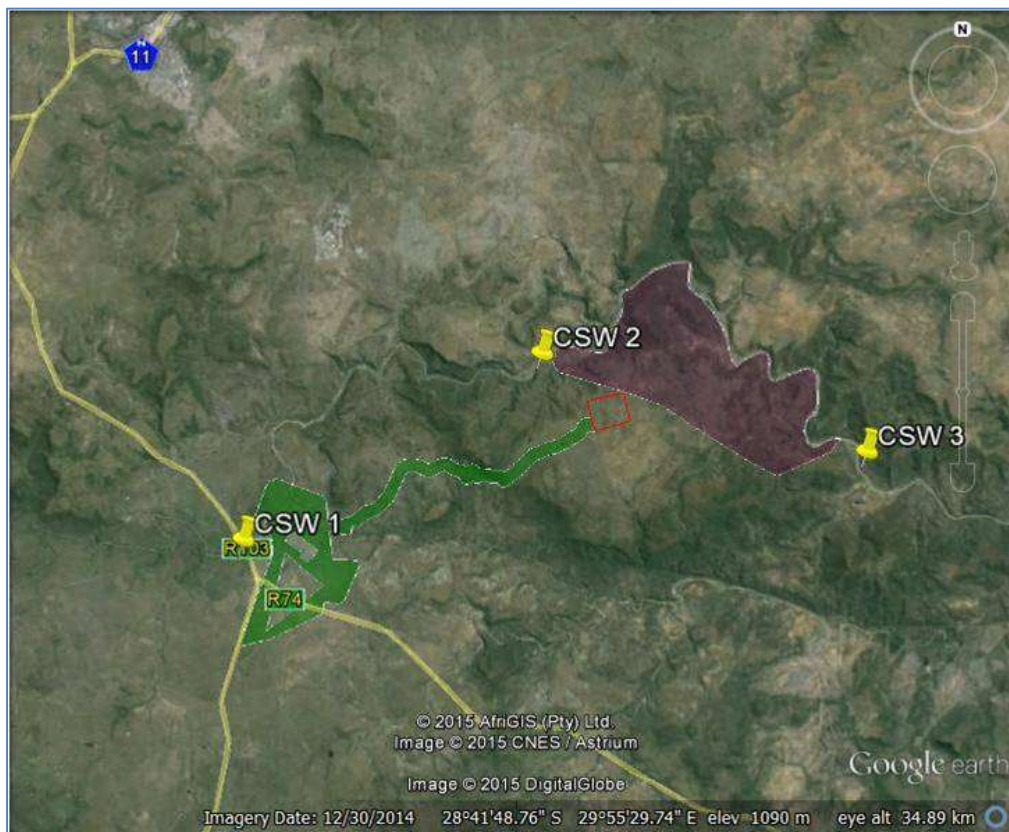 N
11
CSW 2
CSW 3
CSW 1
R103
R74
© 2015 AfriGIS (Pty) Ltd.
Image © 2015 CNES / Astrium
Image © 2015 DigitalGlobe
Google earth
Imagery Date: 12/30/2014 28°41'48.76" S 29°55'29.74" E elev 1090 m eye alt 34.89 km